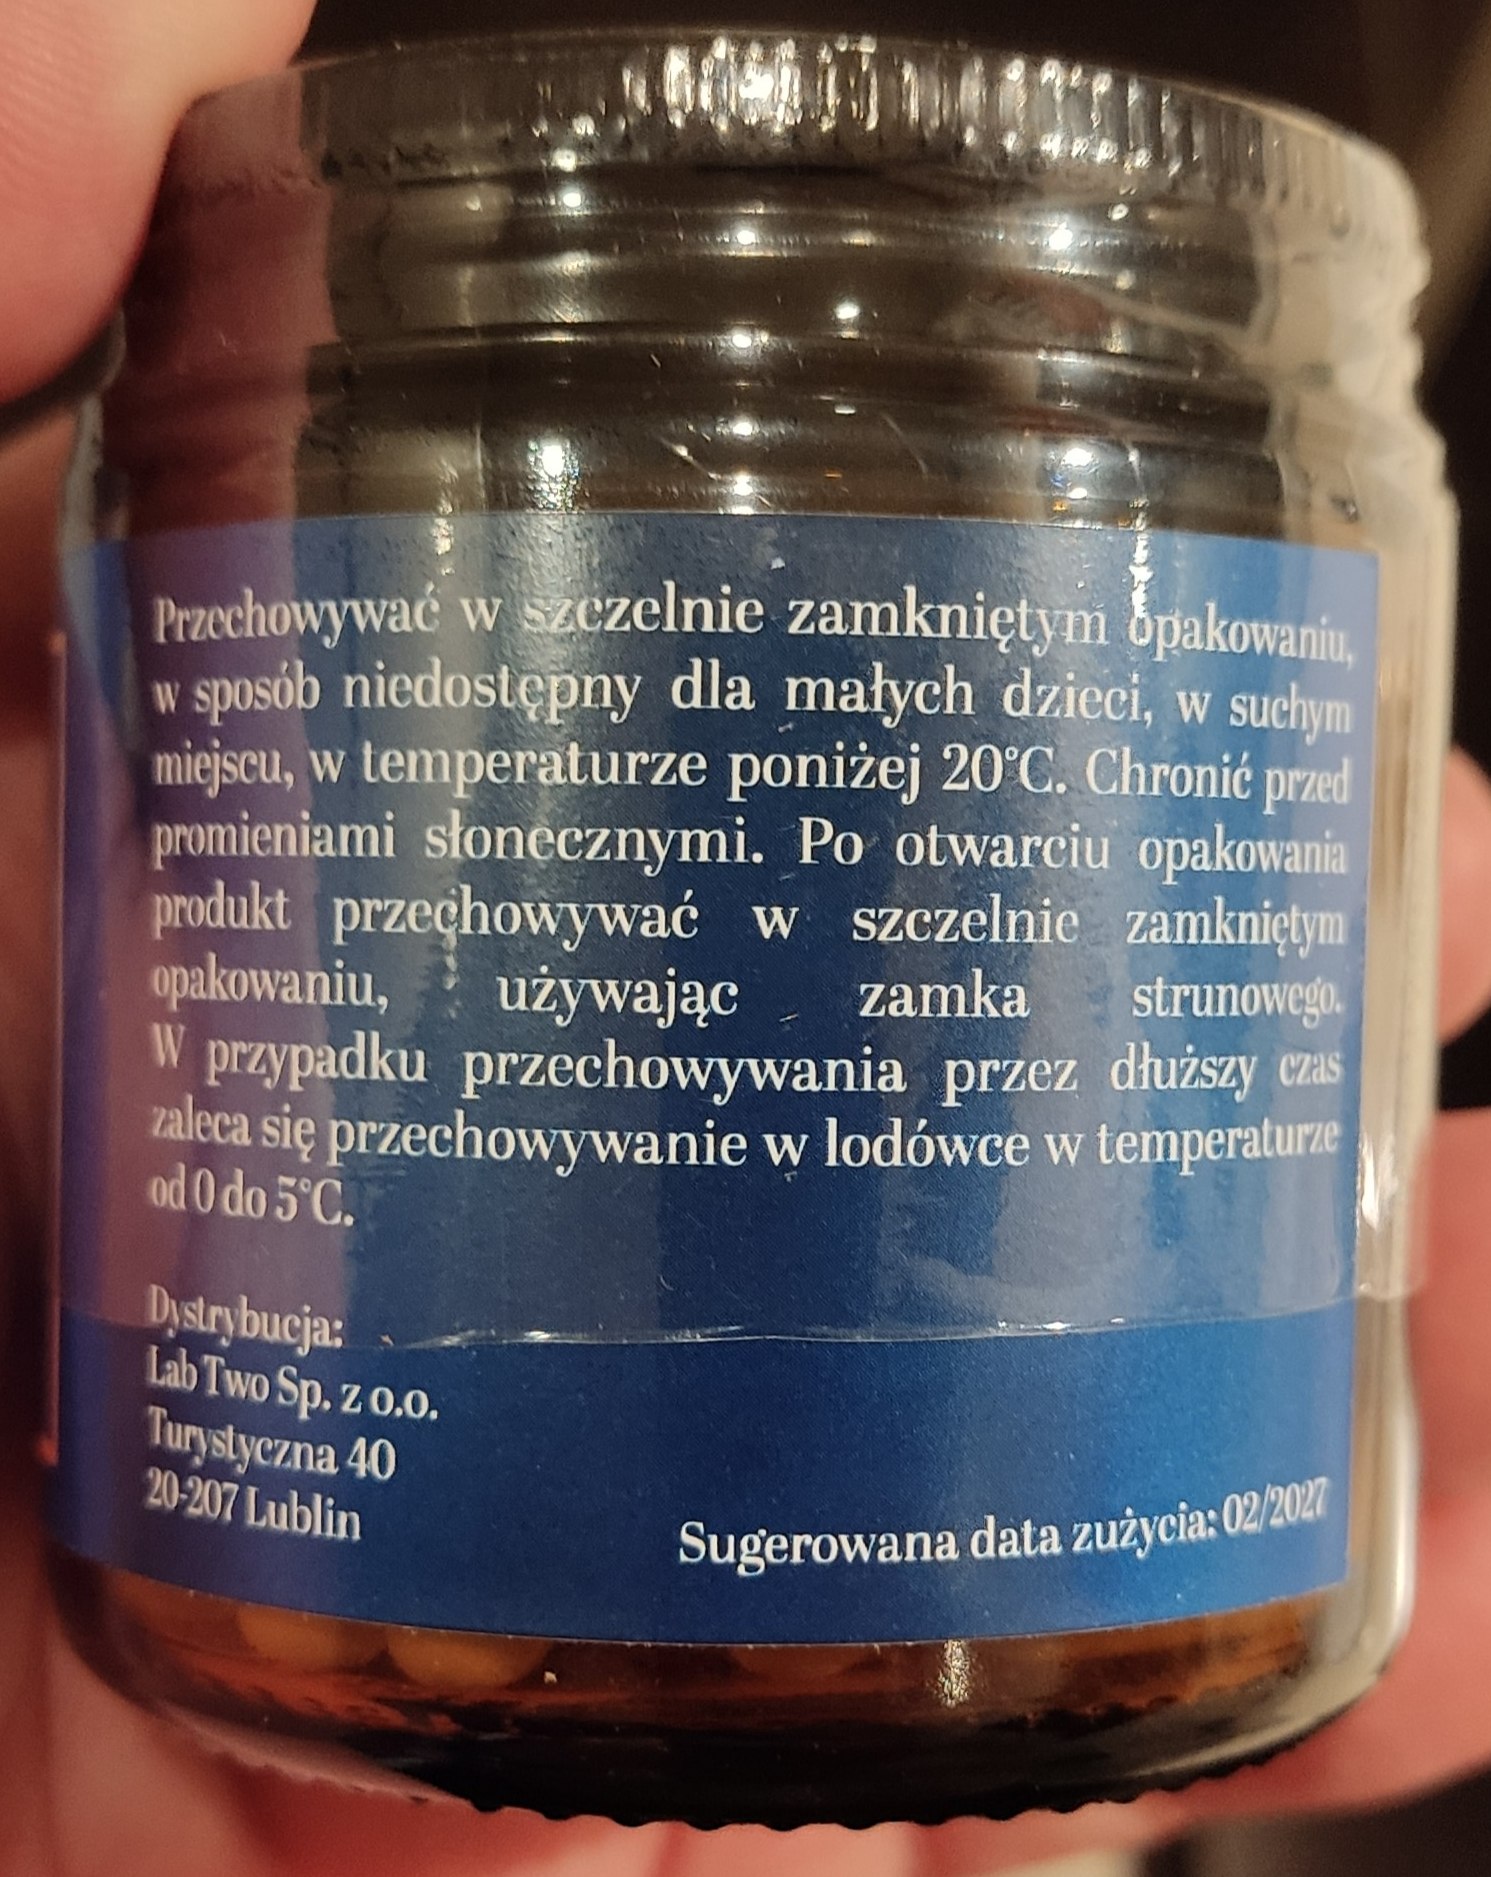 Przechowywać w szczelnie zamkniętym opakowaniu,
w sposób niedostępny dla małych dzieci, w suchym
miejscu, w temperaturze poniżej 20°C. Chronić przed
promieniami słonecznymi. Po otwarciu opakowania
produkt przechowywać w szczelnie zamkniętym
opakowaniu, używając zamka strunowego.
W przypadku przechowywania przez dłuższy czas
zaleca się przechowywanie w lodówce w temperaturze
od 0 do 5°C.
Dystrybucja:
Lab Two Sp. z o.o.
Turystyczna 40
20-207 Lublin
Sugerowana data zużycia: 02/2027